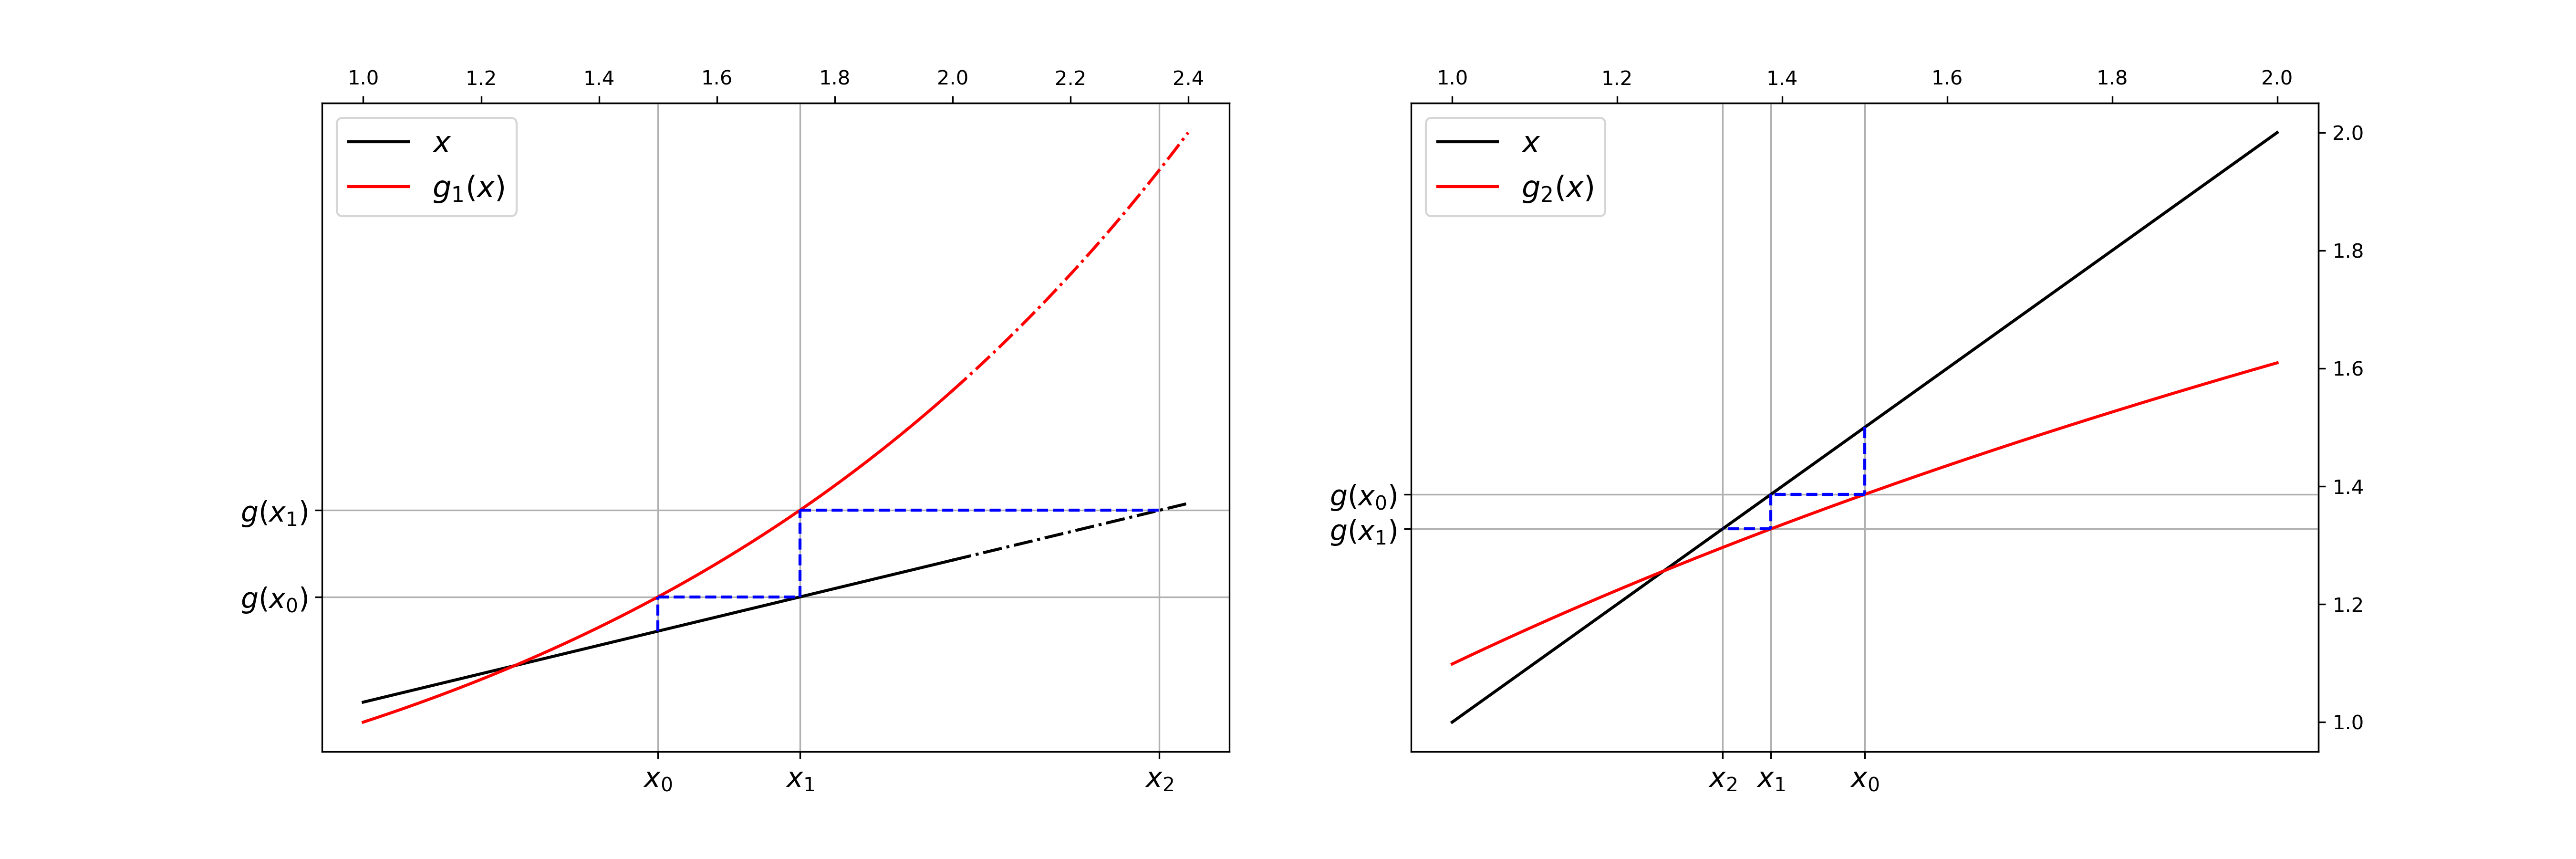 1.0 1.2 1.4 1.6 1.8 2.0 2.2 2.4
x
g₁(x)
g(x₁)
g(x₀)
x₀ x₁ x₂
1.0 1.2 1.4 1.6 1.8 2.0
x
g₂(x)
g(x₀)
g(x₁)
2.0
1.8
1.6
1.4
1.2
1.0
x₂ x₁ x₀